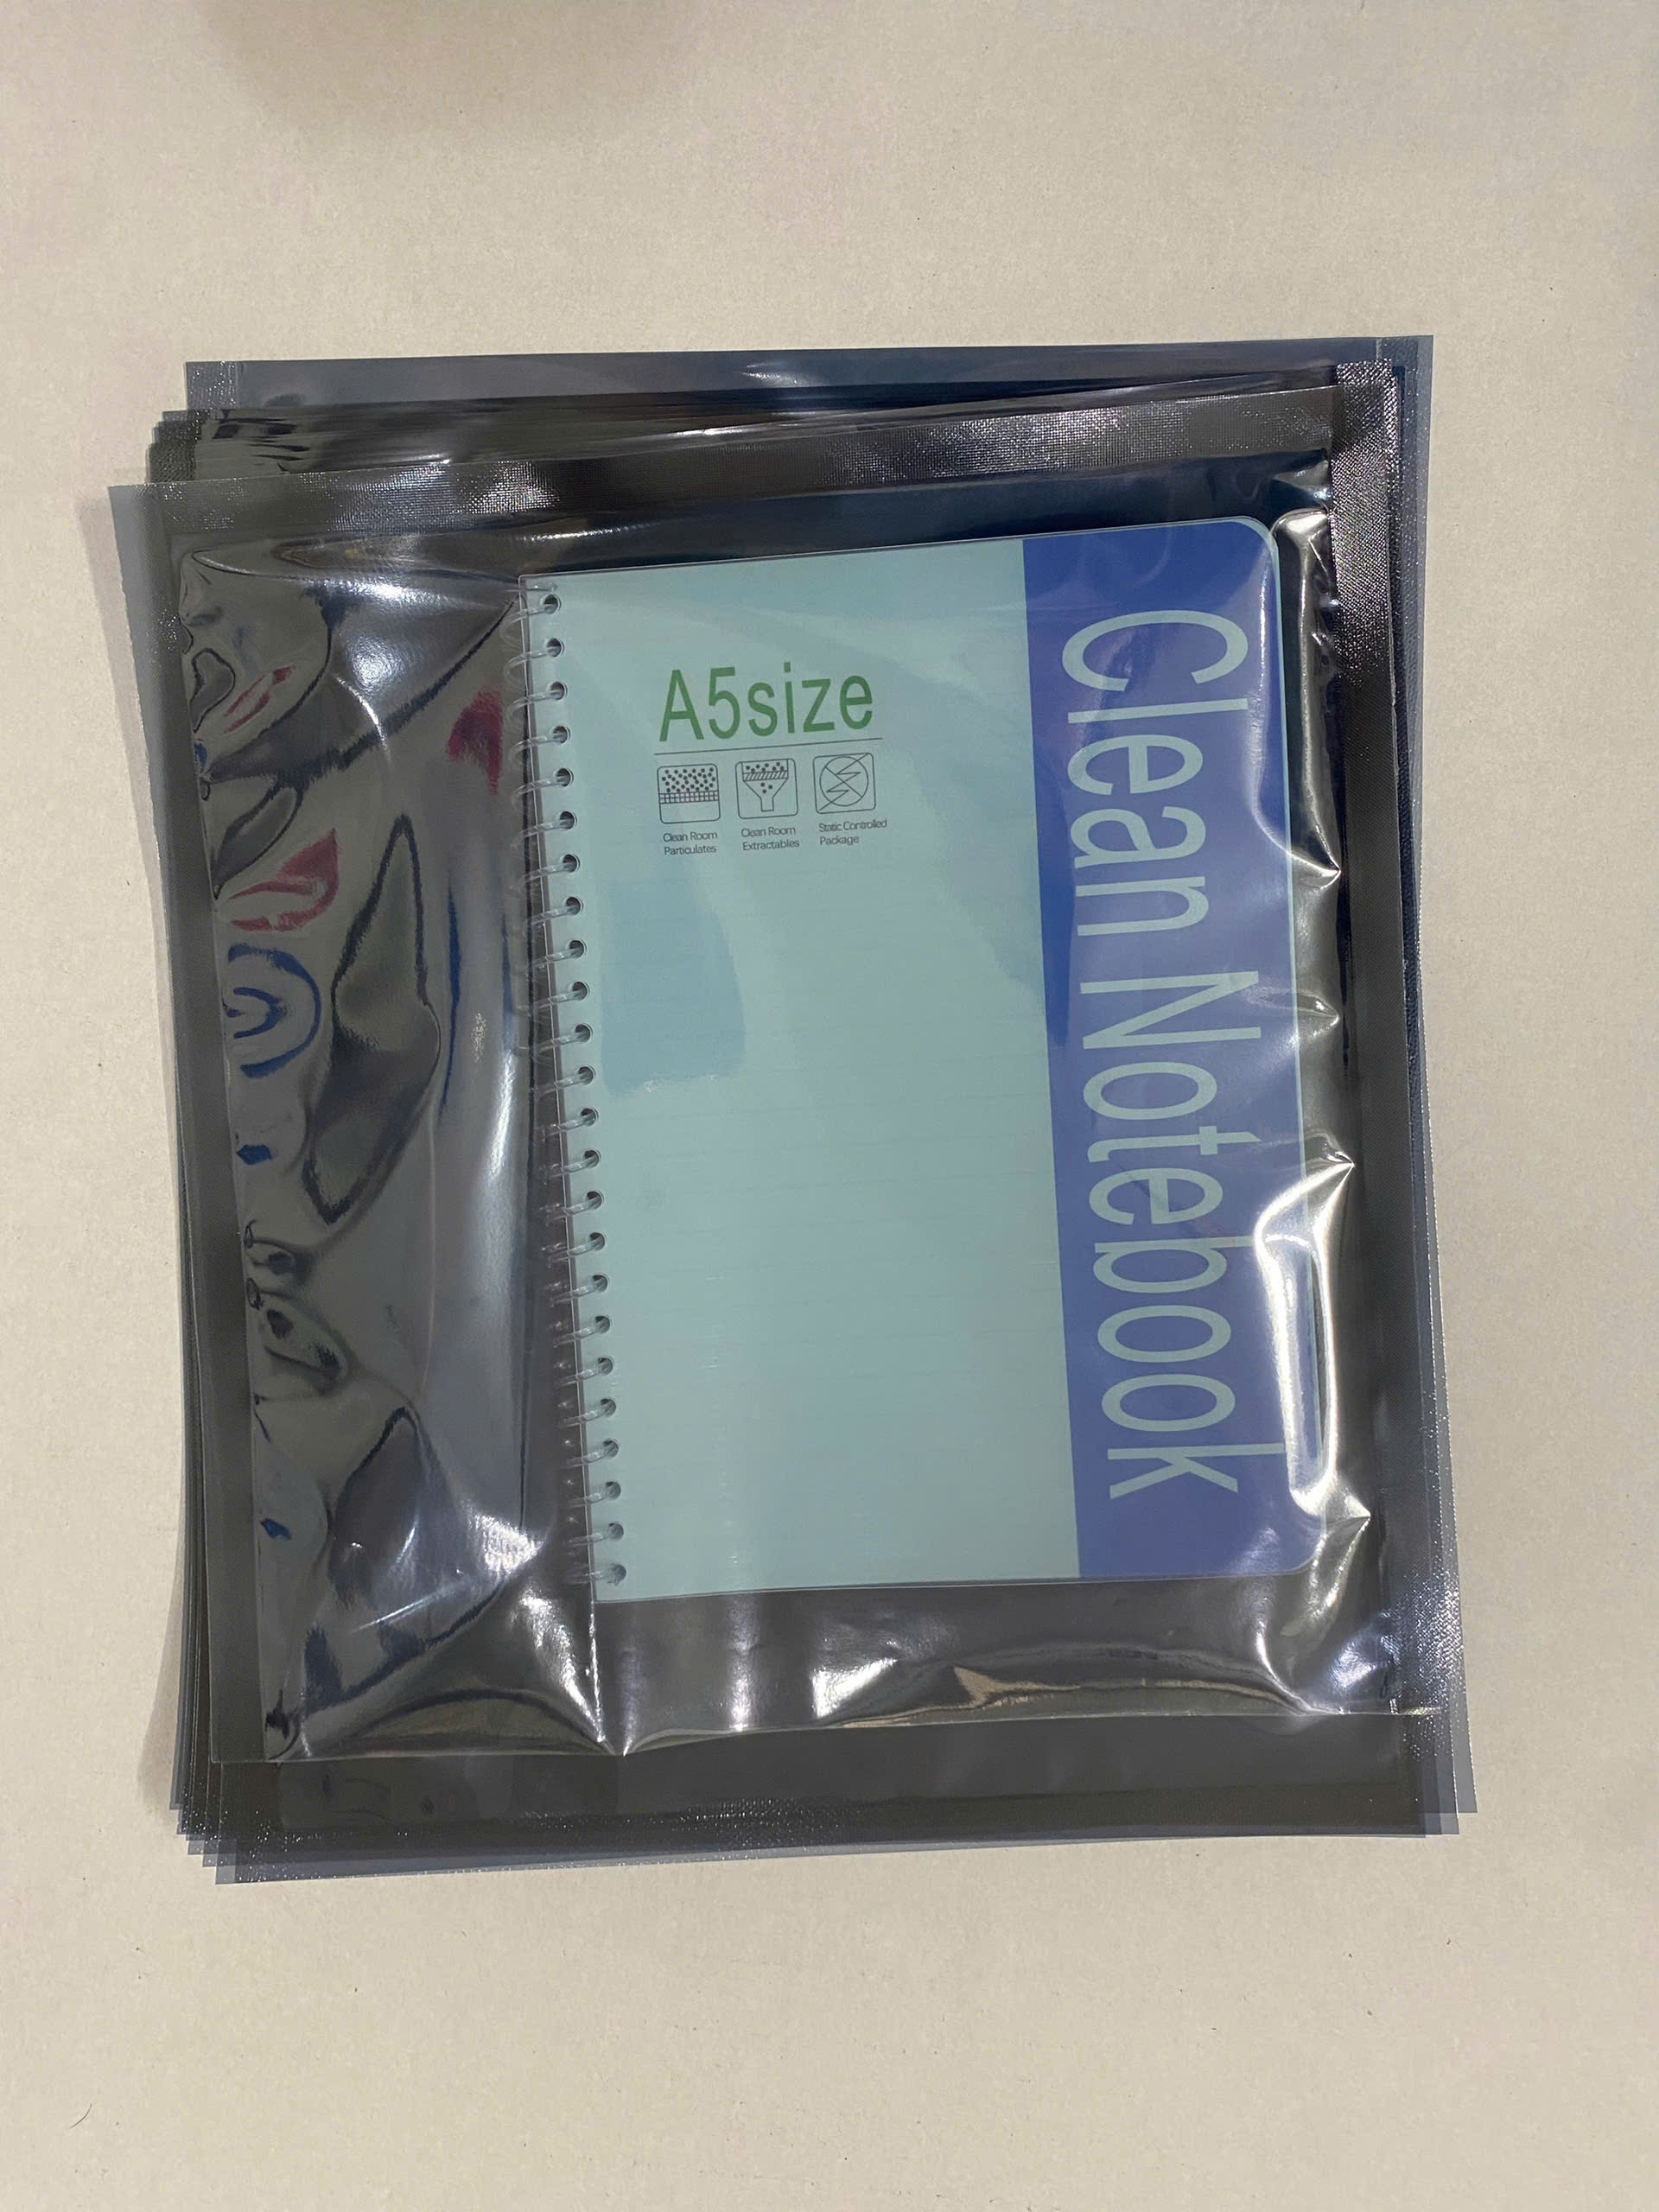 A5size
Clean Room
Particulates
Clean Room
Extractables
Static Controlled
Package
Clean Notebook